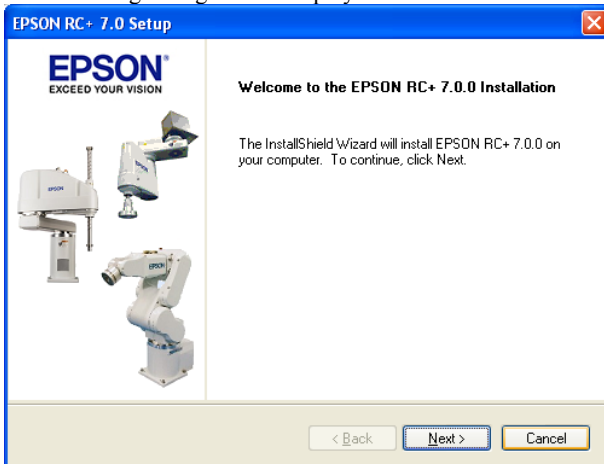 EPSON RC+ 7.0 Setup
EPSON®
EXCEED YOUR VISION
Welcome to the EPSON RC+ 7.0.0 Installation
The InstallShield Wizard will install EPSON RC+ 7.0.0 on
your computer. To continue, click Next.
EPSON
EPSON
EPSON
< Back
Next >
Cancel